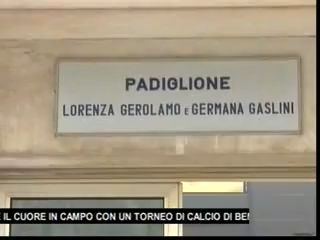 PADIGLIONE
LORENZA GEROLAMO E GERMANA GASLINI
IL CUORE IN CAMPO CON UN TORNEO DI CALCIO DI